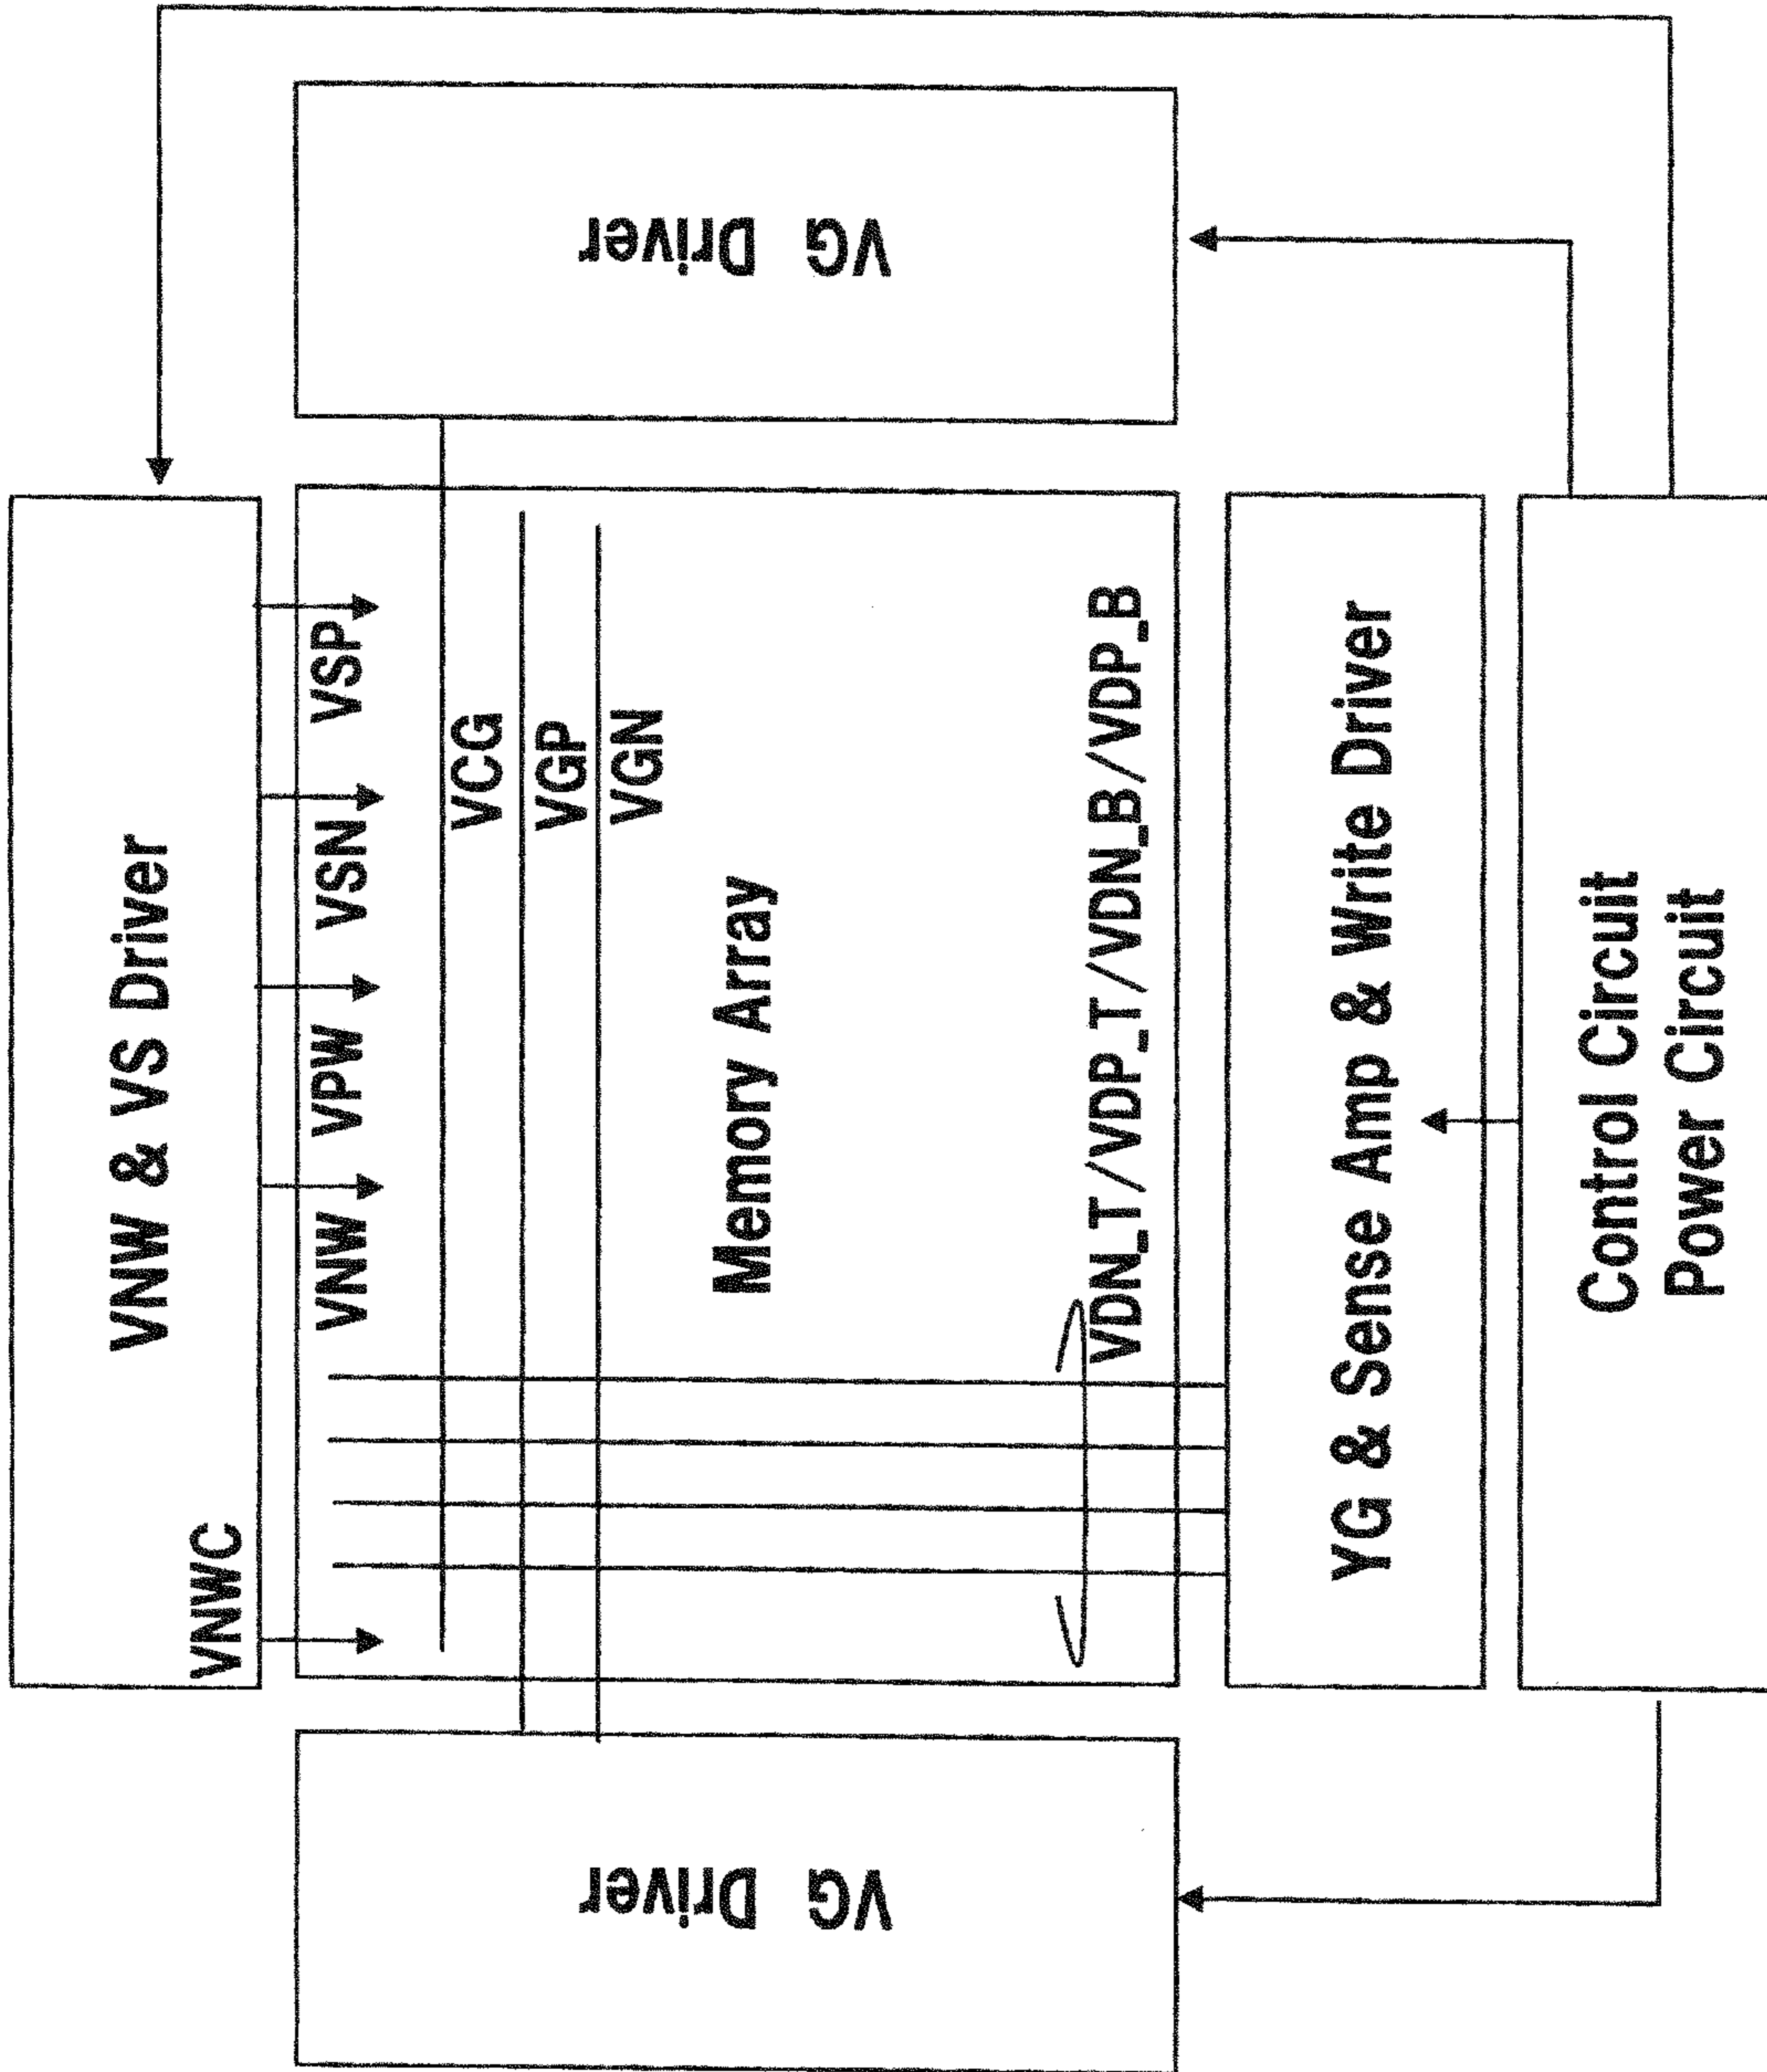 VNW & VS Driver
VNWC
VNW
VPW
VSN
VSP
VCG
VGP
VGN
Memory Array
VDN_T/VDP_T/VDN_B/VDP_B
VG Driver
VG Driver
YG & Sense Amp & Write Driver
Control Circuit
Power Circuit